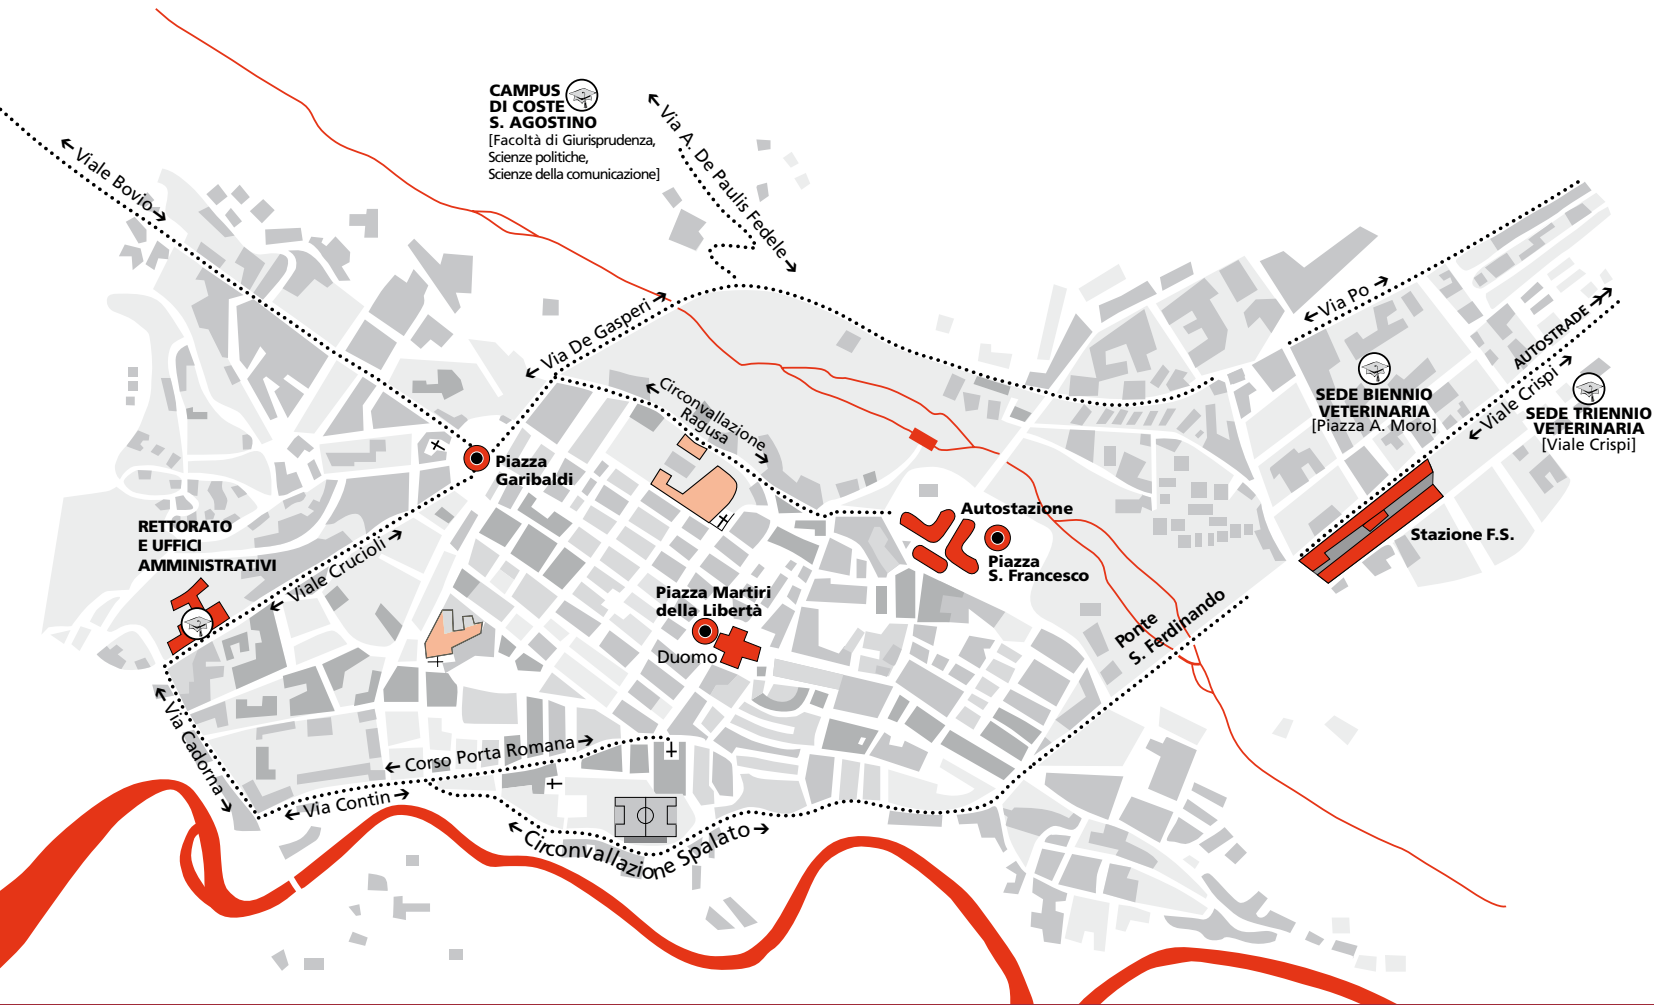 CAMPUS
DI COSTE
S. AGOSTINO
[Facoltà di Giurisprudenza,
Scienze politiche,
Scienze della comunicazione]
Via A. De Paulis Fedele
Viale Bovio
Via De Gasperi
Circonvallazione
Ragusa
Via Po
AUTOSTRADE
Viale Crispi
SEDE BIENNIO
VETERINARIA
[Piazza A. Moro]
SEDE TRIENNIO
VETERINARIA
[Viale Crispi]
Piazza
Garibaldi
RETTORATO
E UFFICI
AMMINISTRATIVI
Viale Crucioli
Autostazione
Piazza
S. Francesco
Stazione F.S.
Piazza Martiri
della Libertà
Duomo
Ponte
S. Ferdinando
Via Cadorna
Corso Porta Romana
Via Contin
Circonvallazione Spalato